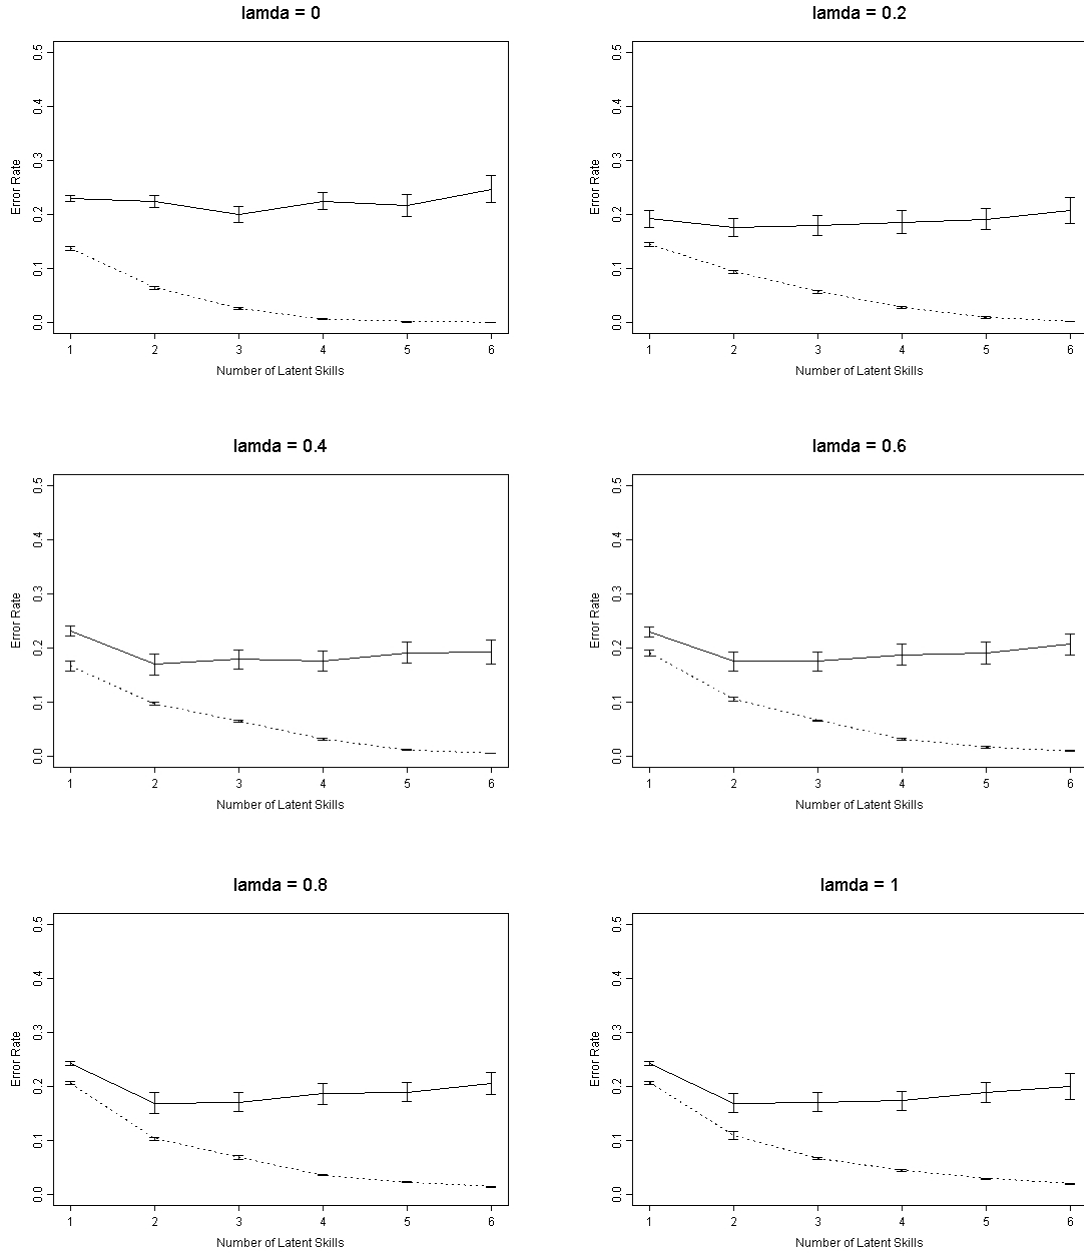 lamda = 0
lamda = 0.2
0.5
0.4
0.3
0.2
0.1
0.0
Error Rate
1 2 3 4 5 6
Number of Latent Skills
0.5
0.4
0.3
0.2
0.1
0.0
Error Rate
1 2 3 4 5 6
Number of Latent Skills
lamda = 0.4
lamda = 0.6
0.5
0.4
0.3
0.2
0.1
0.0
Error Rate
1 2 3 4 5 6
Number of Latent Skills
0.5
0.4
0.3
0.2
0.1
0.0
Error Rate
1 2 3 4 5 6
Number of Latent Skills
lamda = 0.8
lamda = 1
0.5
0.4
0.3
0.2
0.1
0.0
Error Rate
1 2 3 4 5 6
Number of Latent Skills
0.5
0.4
0.3
0.2
0.1
0.0
Error Rate
1 2 3 4 5 6
Number of Latent Skills